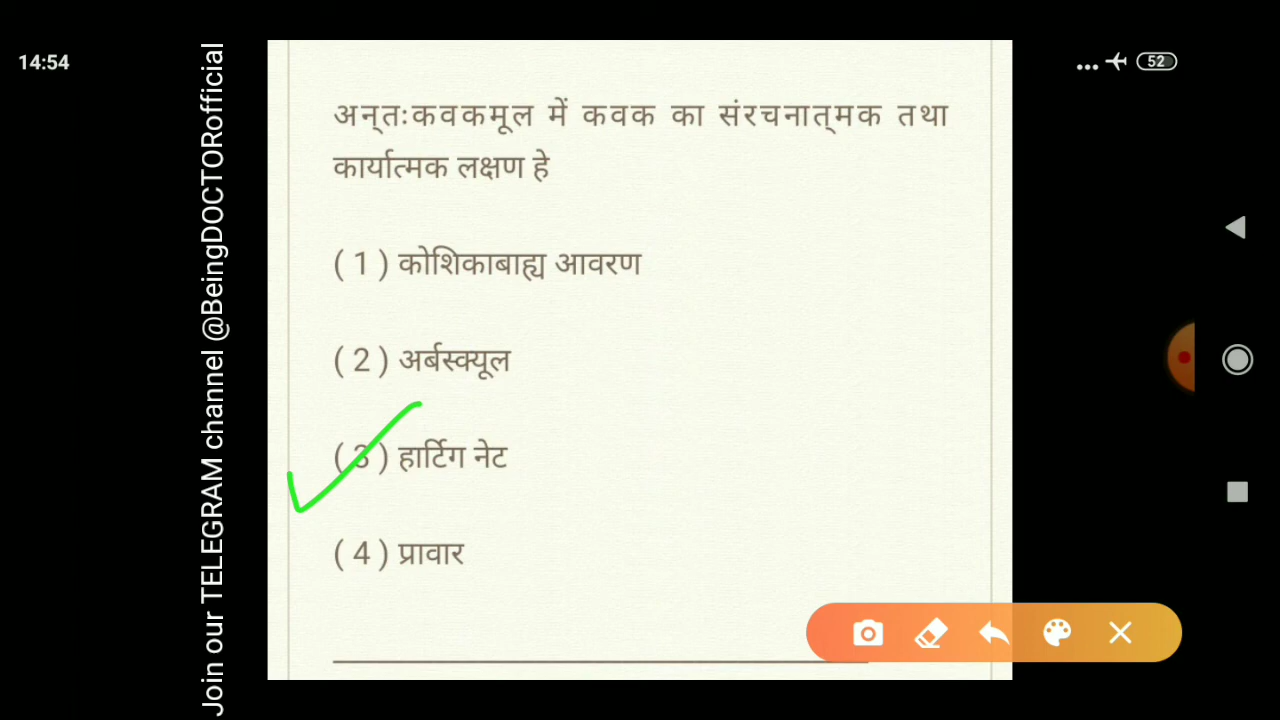 14:54
52
Join our TELEGRAM channel @BeingDOCTORofficial
अन्तःकवकमूल में कवक का संरचनात्मक तथा
कार्यात्मक लक्षण हे
( 1 ) कोशिकाबाह्य आवरण
( 2 ) अर्बस्क्यूल
( 3 ) हार्टिग नेट
( 4 ) प्रावार